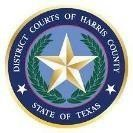 DISTRICT COURTS OF HARRIS COUNTY
STATE OF TEXAS